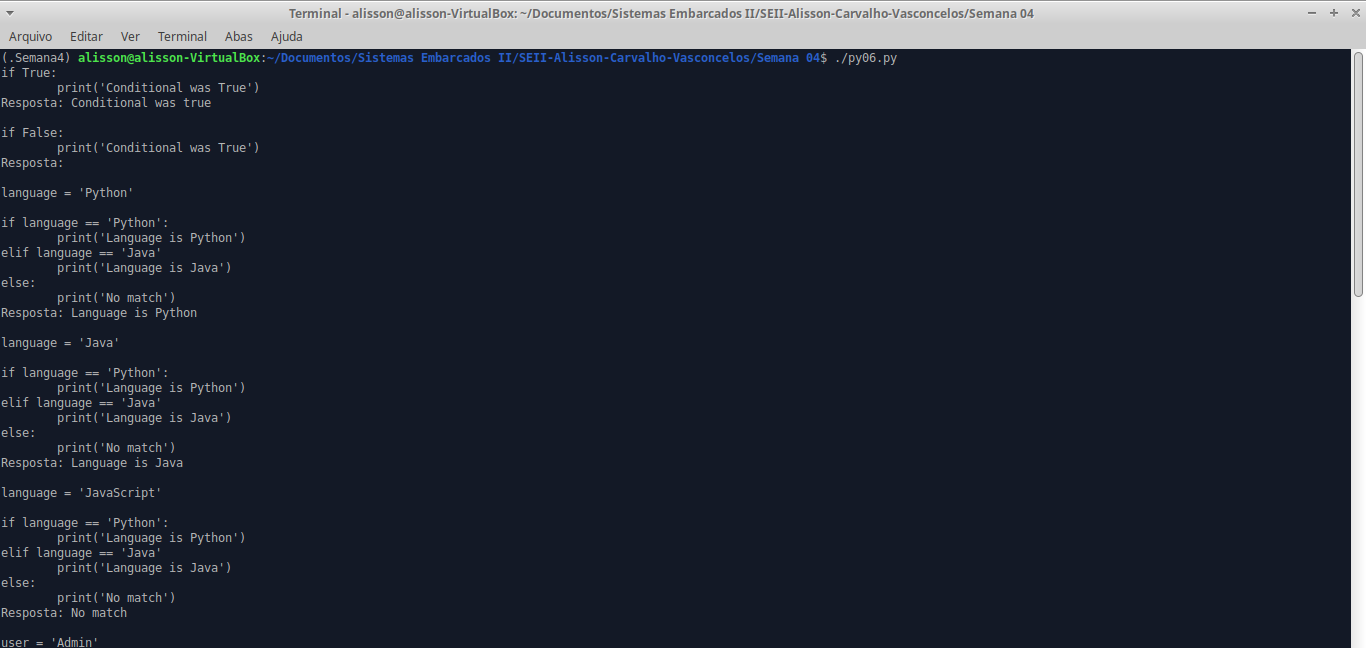 Terminal - alisson@alisson-VirtualBox: ~/Documentos/Sistemas Embarcados II/SEII-Alisson-Carvalho-Vasconcelos/Semana 04
Arquivo Editar Ver Terminal Abas Ajuda
(.Semana4) alisson@alisson-VirtualBox:~/Documentos/Sistemas Embarcados II/SEII-Alisson-Carvalho-Vasconcelos/Semana 04$ ./py06.py
if True:
        print('Conditional was True')
Resposta: Conditional was true

if False:
        print('Conditional was True')
Resposta:

language = 'Python'

if language == 'Python':
        print('Language is Python')
elif language == 'Java'
        print('Language is Java')
else:
        print('No match')
Resposta: Language is Python

language = 'Java'

if language == 'Python':
        print('Language is Python')
elif language == 'Java'
        print('Language is Java')
else:
        print('No match')
Resposta: Language is Java

language = 'JavaScript'

if language == 'Python':
        print('Language is Python')
elif language == 'Java'
        print('Language is Java')
else:
        print('No match')
Resposta: No match

user = 'Admin'